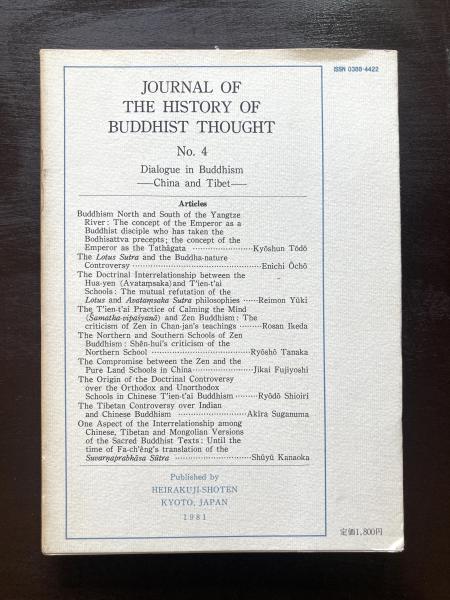 ISSN 0388-4422
JOURNAL OF
THE HISTORY OF
BUDDHIST THOUGHT
No. 4
Dialogue in Buddhism
—China and Tibet—
Articles
Buddhism North and South of the Yangtze
River : The concept of the Emperor as a
Buddhist disciple who has taken the
Bodhisattva precepts; the concept of the
Emperor as the Tathāgata ························Kyōshun Tōdō
The Lotus Sutra and the Buddha-nature
Controversy ················································Enichi Ōchō
The Doctrinal Interrelationship between the
Hua-yen (Avataṃsaka)and T'ien-t'ai
Schools : The mutual refutation of the
Lotus and Avataṃsaka Sutra philosophies ······Reimon Yūki
The T'ien-t'ai Practice of Calming the Mind
(Śamatha-vipaśyanā) and Zen Buddhism : The
criticism of Zen in Chan-jan's teachings ·········Rosan Ikeda
The Northern and Southern Schools of Zen
Buddhism : Shên-hui's criticism of the
Northern School ·······································Ryōshō Tanaka
The Compromise between the Zen and the
Pure Land Schools in China························Jikai Fujiyoshi
The Origin of the Doctrinal Controversy
over the Orthodox and Unorthodox
Schools in Chinese T'ien-t'ai Buddhism ·········Ryōdō Shioiri
The Tibetan Controversy over Indian
and Chinese Buddhism ·····························Akira Suganuma
One Aspect of the Interrelationship among
Chinese, Tibetan and Mongolian Versions
of the Sacred Buddhist Texts : Until the
time of Fa-ch'êng's translation of the
Suvarṇaprabhāsa Sūtra ······························Shūyū Kanaoka
Published by
HEIRAKUJI-SHOTEN
KYOTO, JAPAN
1981
定価1,800円